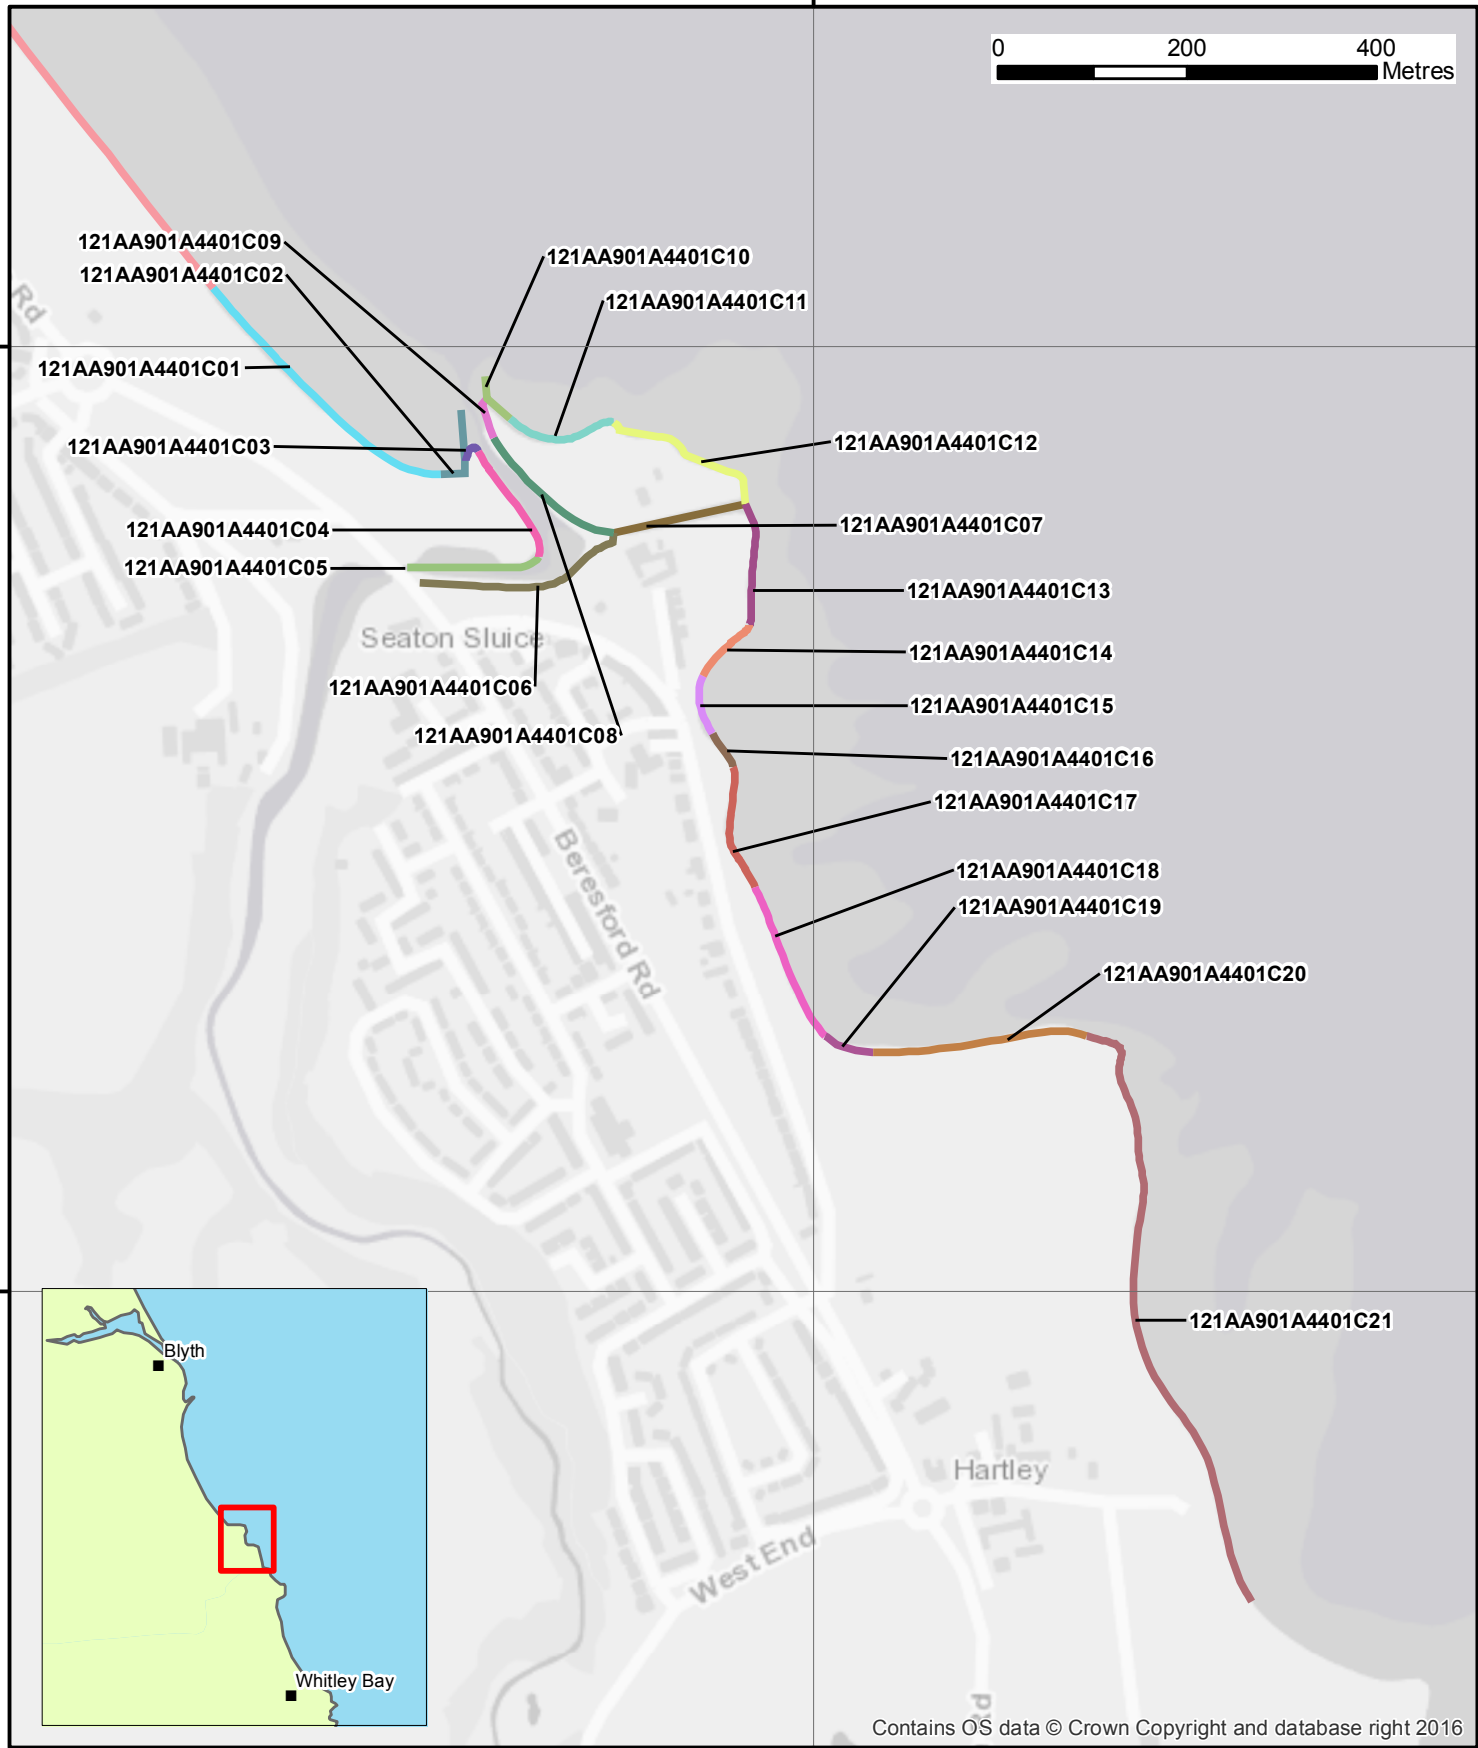 0 200 400
Metres
Rd
121AA901A4401C09
121AA901A4401C10
121AA901A4401C02
121AA901A4401C11
121AA901A4401C01
121AA901A4401C03
121AA901A4401C12
121AA901A4401C04
121AA901A4401C07
121AA901A4401C05
121AA901A4401C13
Seaton Sluice
121AA901A4401C14
121AA901A4401C06
121AA901A4401C15
121AA901A4401C08
121AA901A4401C16
121AA901A4401C17
Beresford Rd
121AA901A4401C18
121AA901A4401C19
121AA901A4401C20
121AA901A4401C21
Blyth
Hartley
West End
Whitley Bay
Contains OS data © Crown Copyright and database right 2016